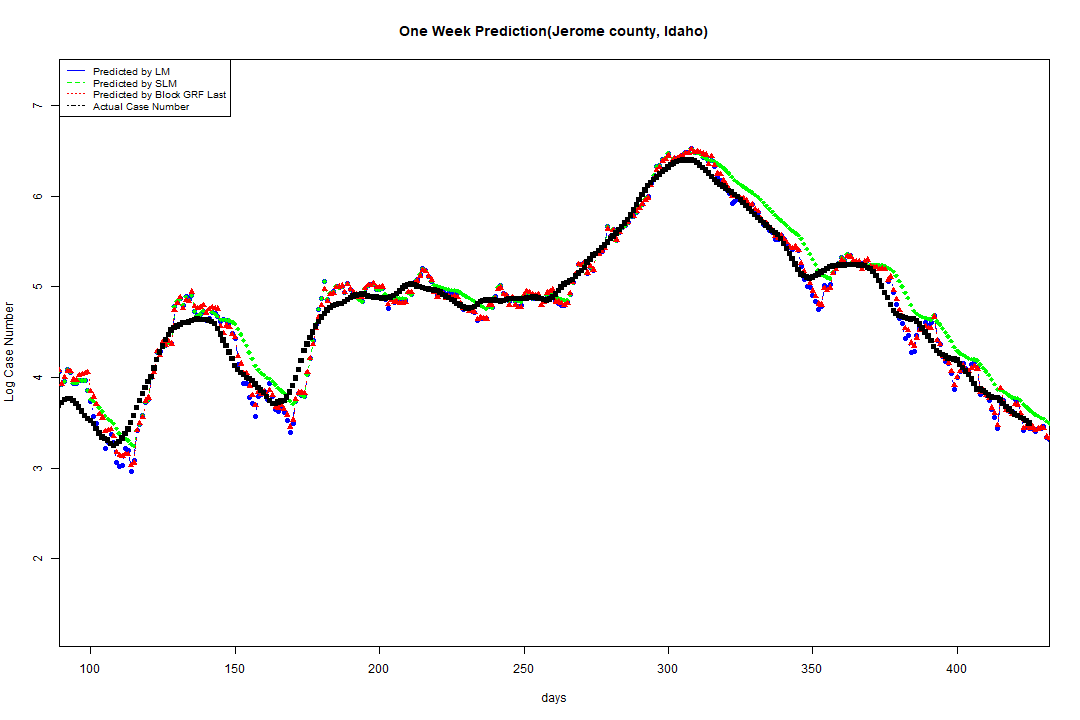 One Week Prediction(Jerome county, Idaho)
Predicted by LM
Predicted by SLM
Predicted by Block GRF Last
Actual Case Number
7
6
5
4
3
2
Log Case Number
100 150 200 250 300 350 400
days